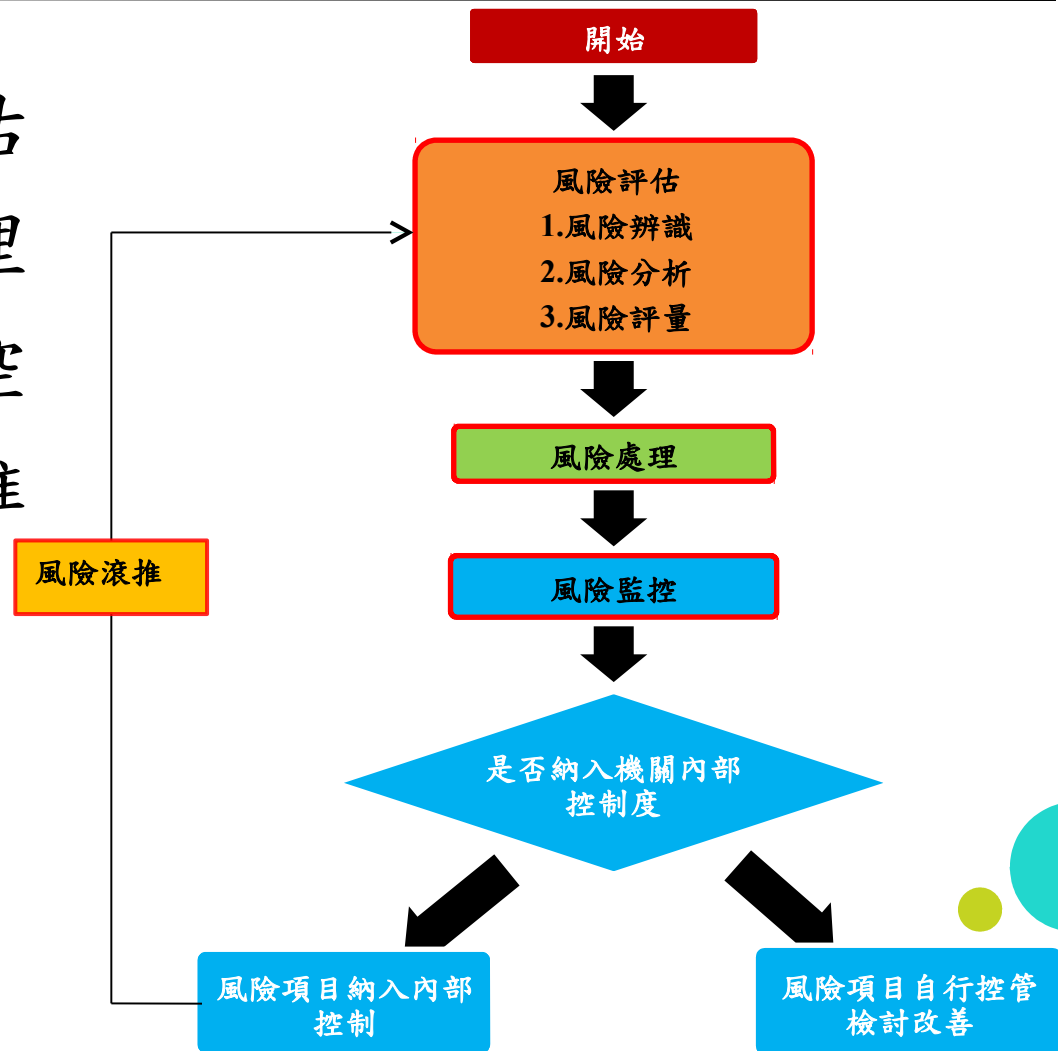 開始
風險評估
1.風險辨識
2.風險分析
3.風險評量
風險處理
風險滾推
風險監控
是否納入機關內部
控制度
風險項目納入內部
控制
風險項目自行控管
檢討改善